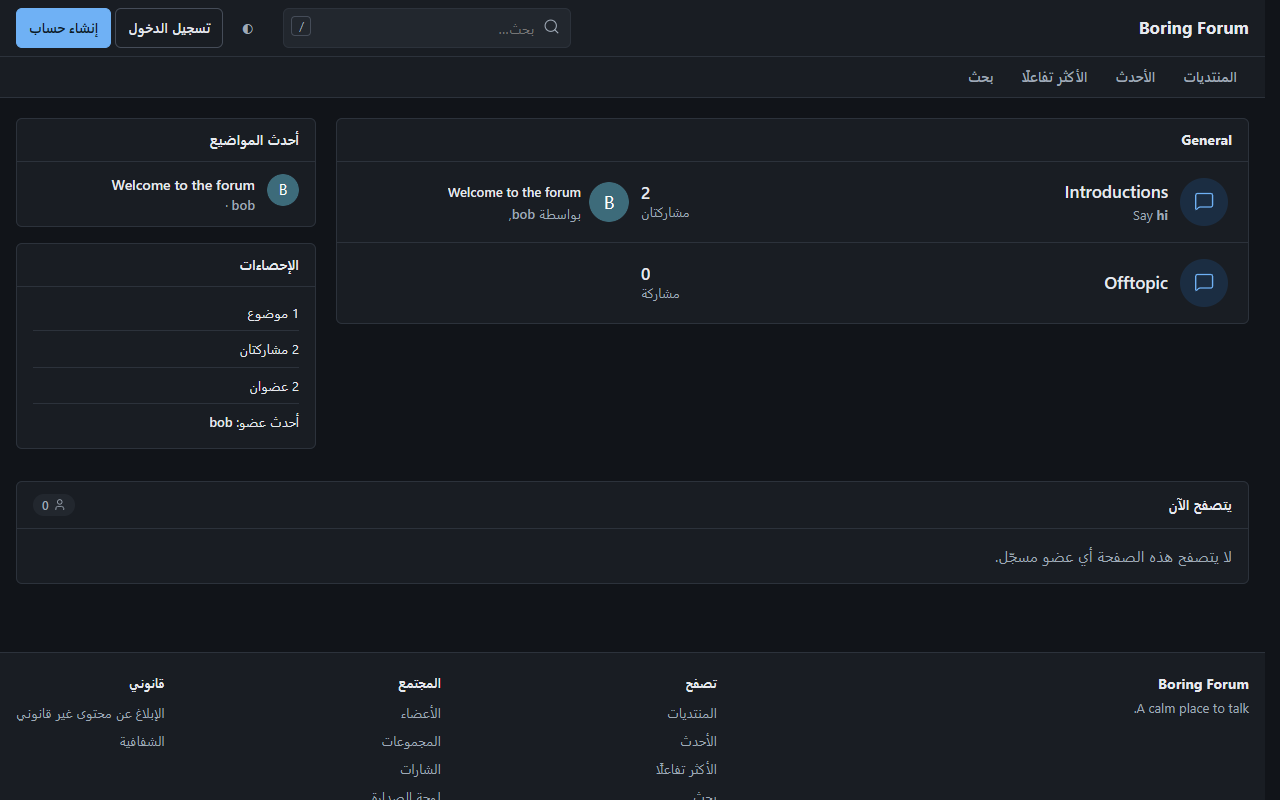 Boring Forum
بحث...
/
تسجيل الدخول
إنشاء حساب
المنتديات
الأحدث
الأكثر تفاعلًا
بحث
General
Introductions
Say hi
2
مشاركتان
B
Welcome to the forum
بواسطة bob,
Offtopic
0
مشاركة
أحدث المواضيع
B
Welcome to the forum
bob ·
الإحصاءات
1 موضوع
2 مشاركتان
2 عضوان
أحدث عضو: bob
يتصفح الآن
0
لا يتصفح هذه الصفحة أي عضو مسجّل.
Boring Forum
A calm place to talk.
تصفح
المنتديات
الأحدث
الأكثر تفاعلًا
بحث
المجتمع
الأعضاء
المجموعات
الشارات
لوحة الصدارة
قانوني
الإبلاغ عن محتوى غير قانوني
الشفافية